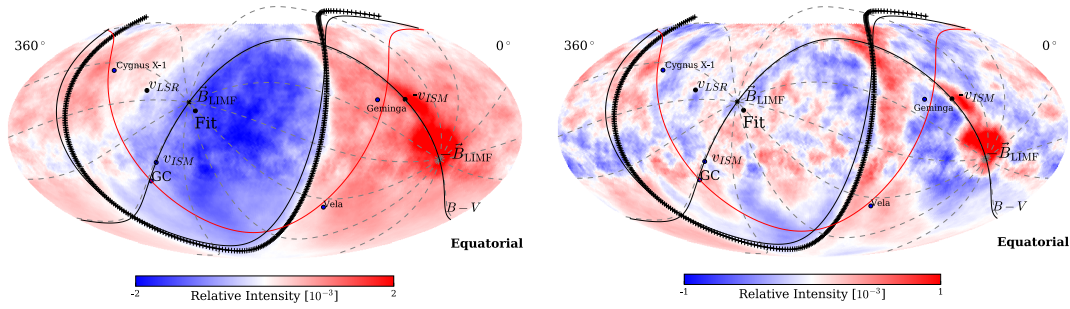 360°
0°
Cygnus X-1
v_LSR
B⃗_LIMF
Fit
Geminga
-v_ISM
B⃗_LIMF
v_ISM
GC
Vela
B-V
Equatorial
-2
2
Relative Intensity [10⁻³]
360°
0°
Cygnus X-1
v_LSR
B⃗_LIMF
Fit
Geminga
-v_ISM
B⃗_LIMF
v_ISM
GC
Vela
B-V
Equatorial
-1
1
Relative Intensity [10⁻³]